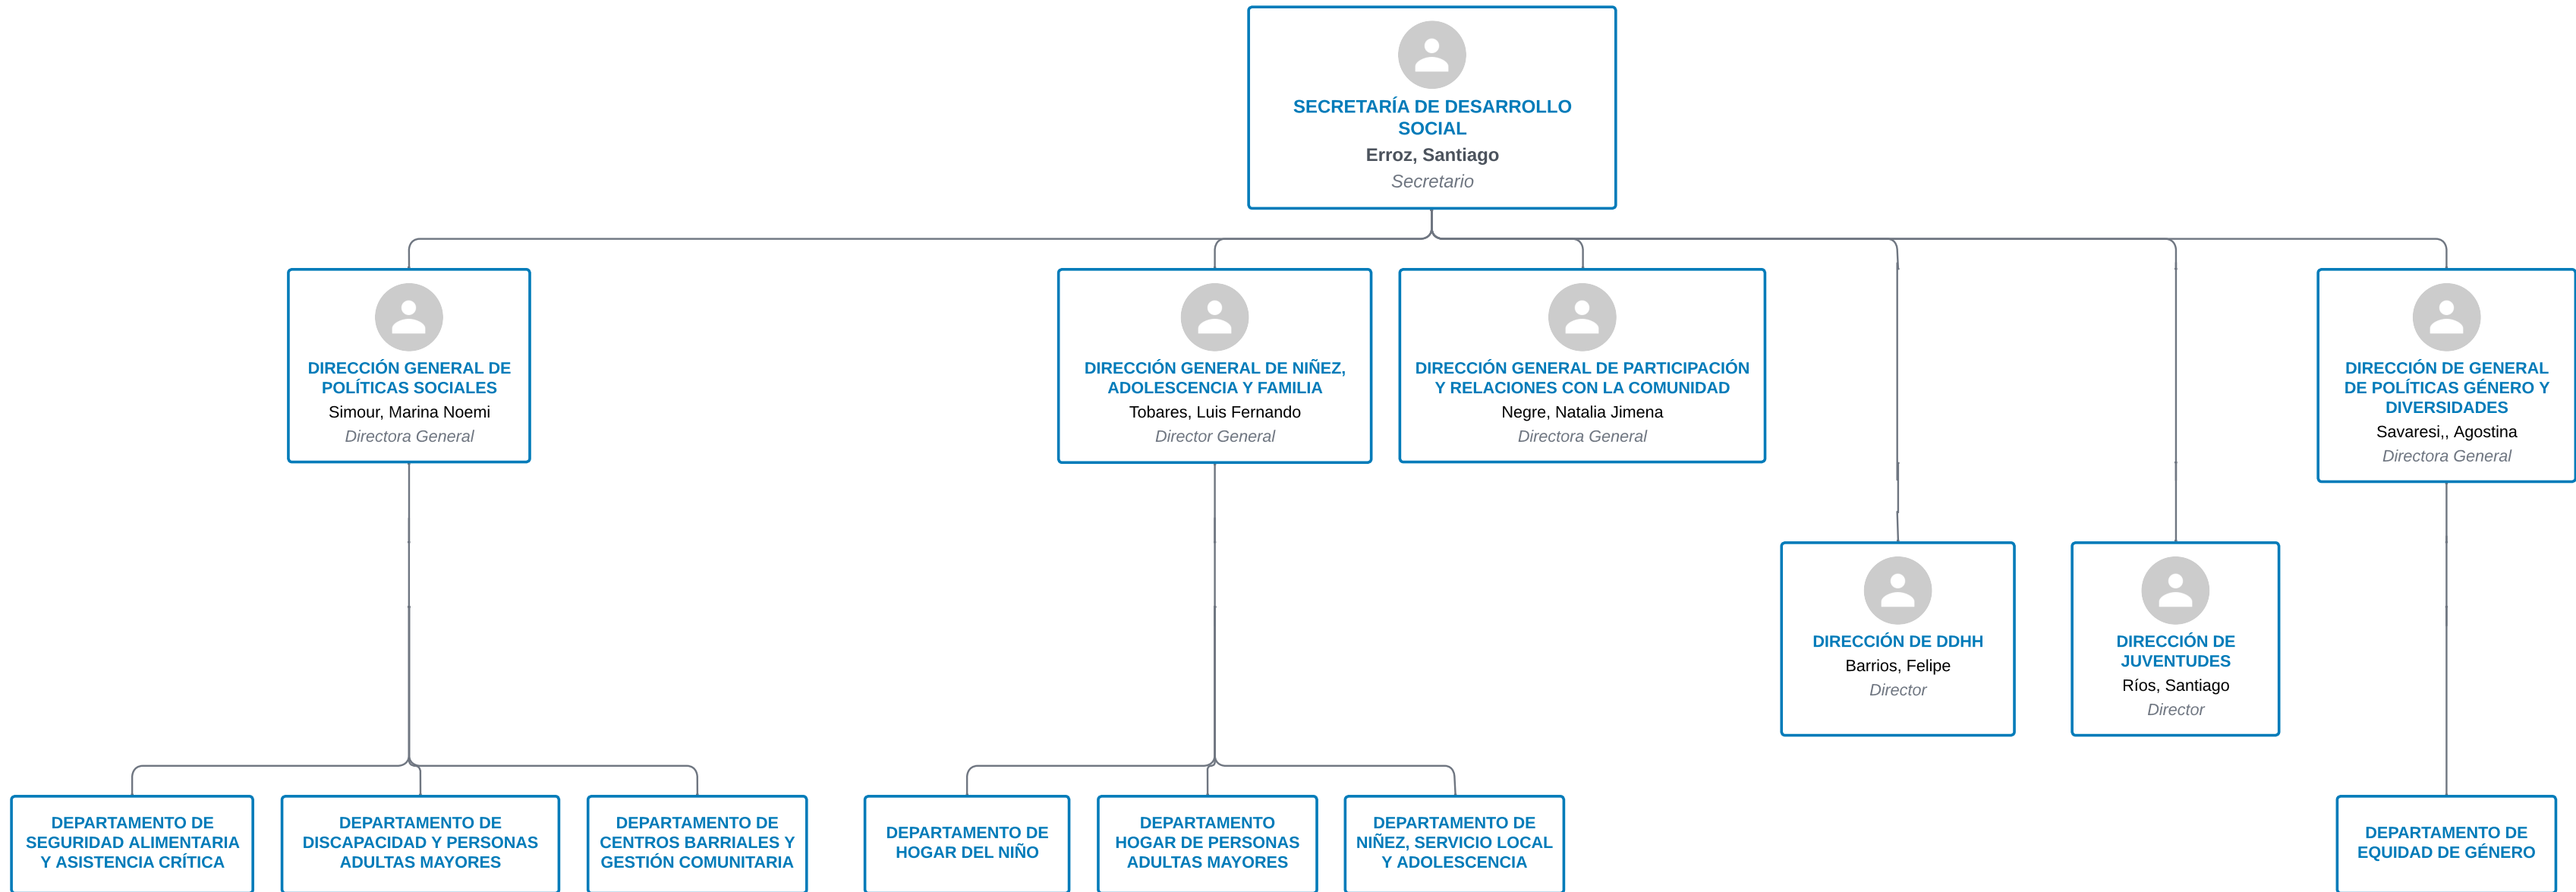 SECRETARÍA DE DESARROLLO
SOCIAL
Erroz, Santiago
Secretario
DIRECCIÓN GENERAL DE
POLÍTICAS SOCIALES
Simour, Marina Noemi
Directora General
DIRECCIÓN GENERAL DE NIÑEZ,
ADOLESCENCIA Y FAMILIA
Tobares, Luis Fernando
Director General
DIRECCIÓN GENERAL DE PARTICIPACIÓN
Y RELACIONES CON LA COMUNIDAD
Negre, Natalia Jimena
Directora General
DIRECCIÓN DE GENERAL
DE POLÍTICAS GÉNERO Y
DIVERSIDADES
Savaresi,, Agostina
Directora General
DIRECCIÓN DE DDHH
Barrios, Felipe
Director
DIRECCIÓN DE
JUVENTUDES
Ríos, Santiago
Director
DEPARTAMENTO DE
SEGURIDAD ALIMENTARIA
Y ASISTENCIA CRÍTICA
DEPARTAMENTO DE
DISCAPACIDAD Y PERSONAS
ADULTAS MAYORES
DEPARTAMENTO DE
CENTROS BARRIALES Y
GESTIÓN COMUNITARIA
DEPARTAMENTO DE
HOGAR DEL NIÑO
DEPARTAMENTO
HOGAR DE PERSONAS
ADULTAS MAYORES
DEPARTAMENTO DE
NIÑEZ, SERVICIO LOCAL
Y ADOLESCENCIA
DEPARTAMENTO DE
EQUIDAD DE GÉNERO